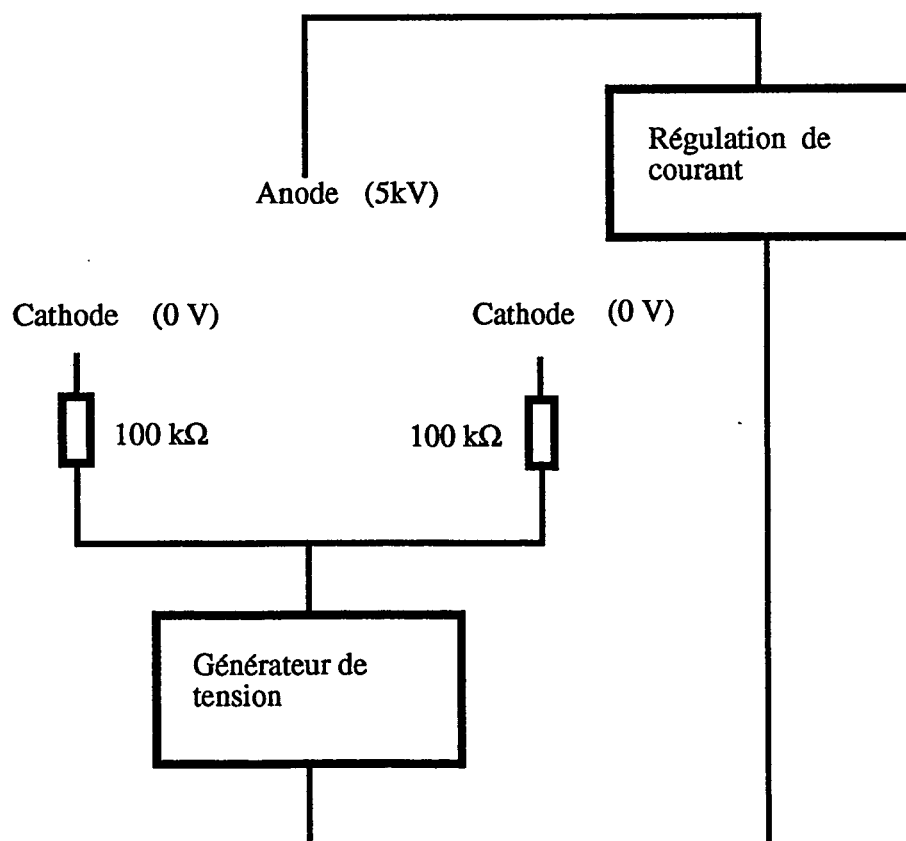 Régulation de
courant
Anode (5kV)
Cathode (0 V)
Cathode (0 V)
100 kΩ
100 kΩ
Générateur de
tension